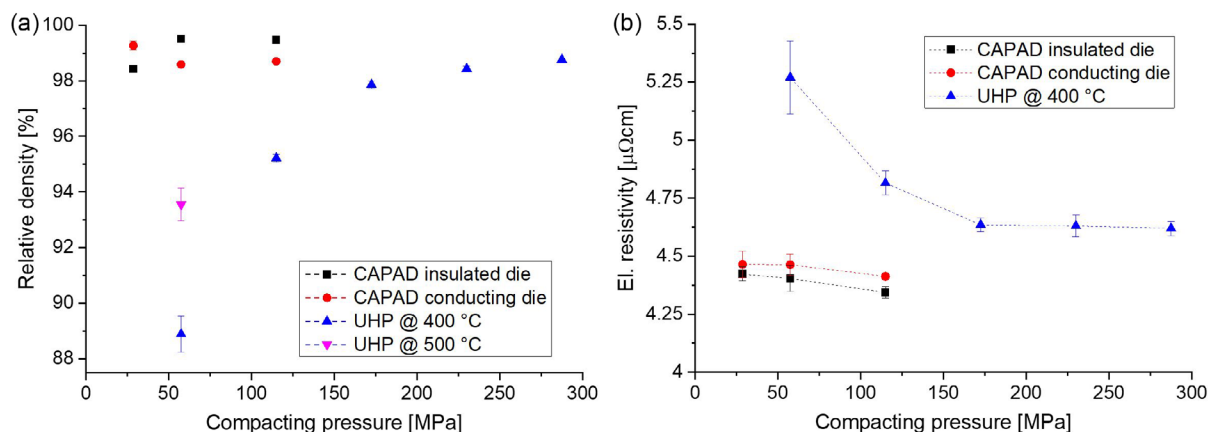 (a)
100
98
96
94
92
90
88
Relative density [%]
CAPAD insulated die
CAPAD conducting die
UHP @ 400 °C
UHP @ 500 °C
0 50 100 150 200 250 300
Compacting pressure [MPa]
(b)
5.5
5.25
5
4.75
4.5
4.25
4
El. resistivity [µΩcm]
CAPAD insulated die
CAPAD conducting die
UHP @ 400 °C
0 50 100 150 200 250 300
Compacting pressure [MPa]